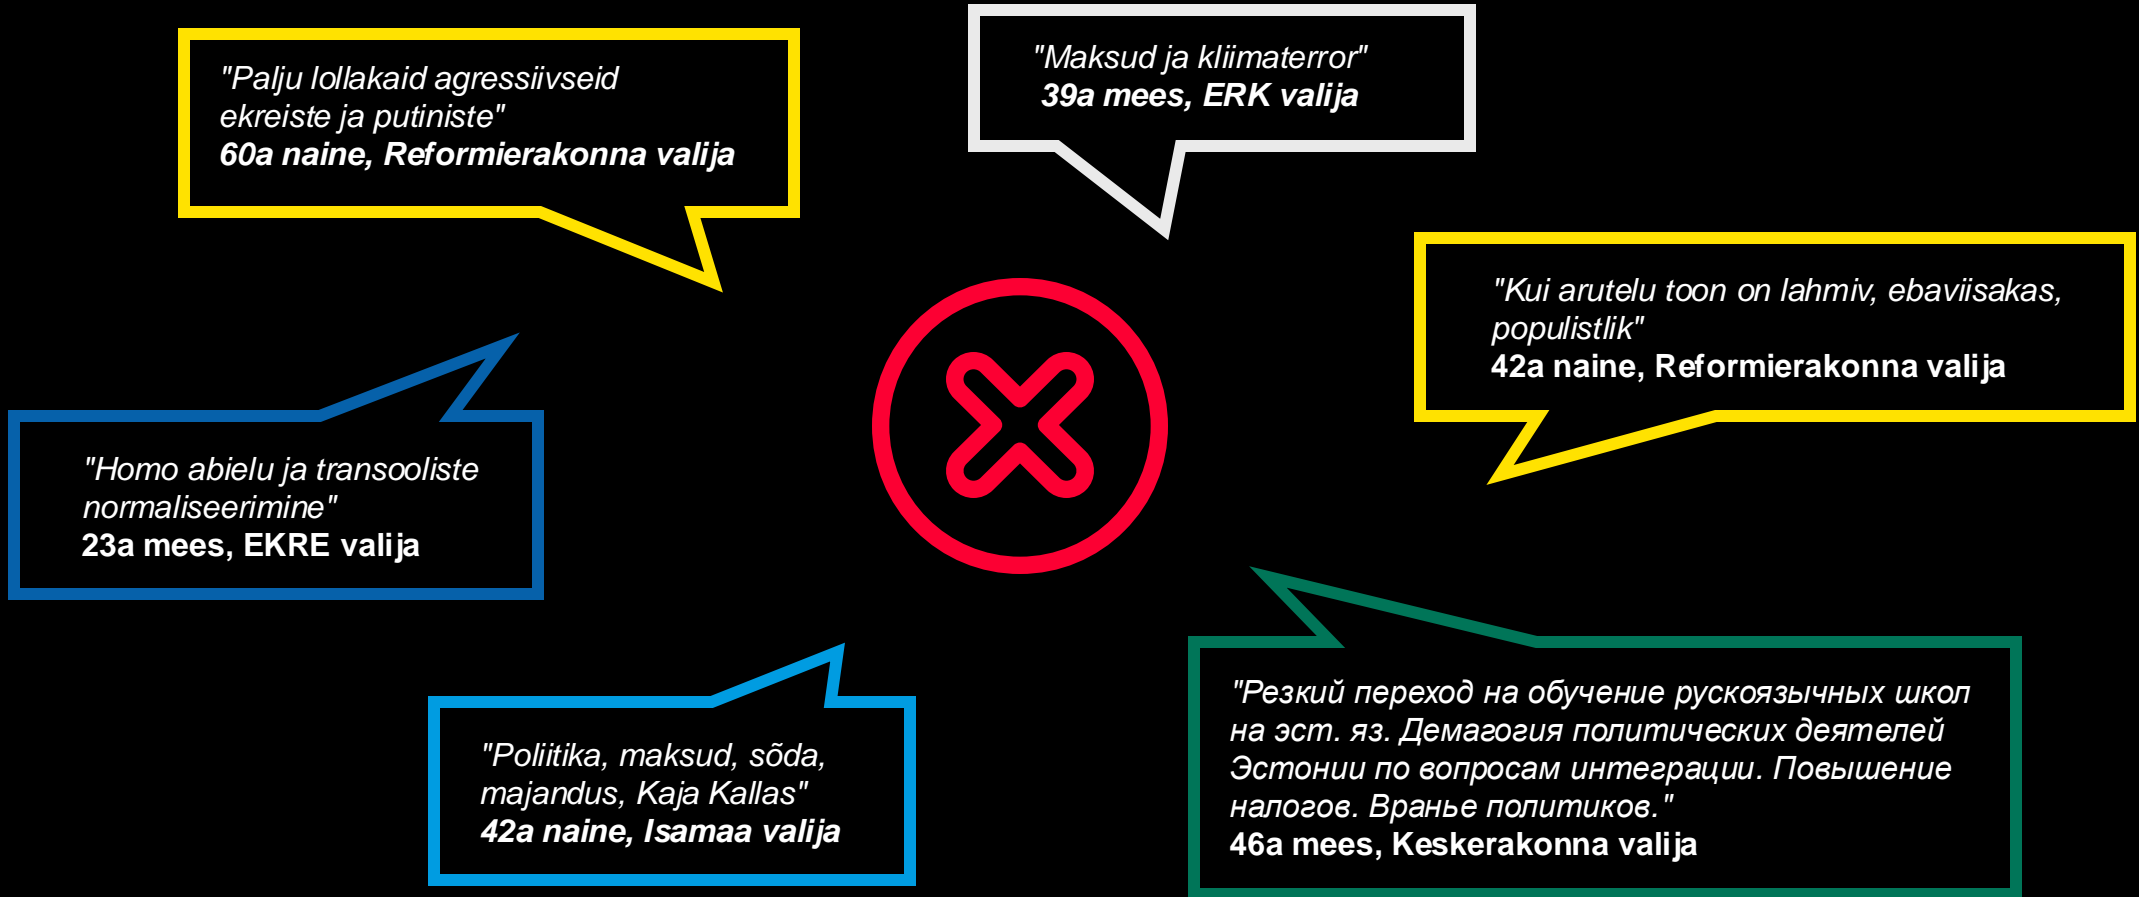 "Palju lollakaid agressiivseid
ekreiste ja putiniste"
60a naine, Reformierakonna valija
"Maksud ja kliimaterror"
39a mees, ERK valija
"Kui arutelu toon on lahmiv, ebaviisakas,
populistlik"
42a naine, Reformierakonna valija
"Homo abielu ja transooliste
normaliseerimine"
23a mees, EKRE valija
"Poliitika, maksud, sõda,
majandus, Kaja Kallas"
42a naine, Isamaa valija
"Резкий переход на обучение рускоязычных школ
на эст. яз. Демагогия политических деятелей
Эстонии по вопросам интеграции. Повышение
налогов. Вранье политиков."
46a mees, Keskerakonna valija